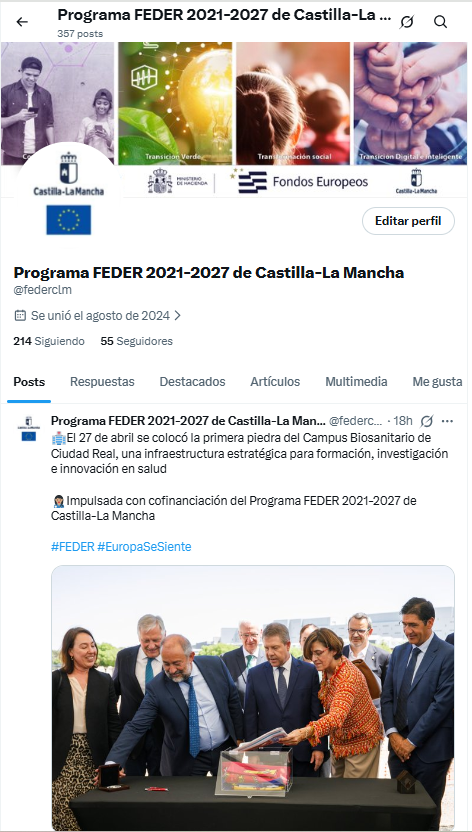 Programa FEDER 2021-2027 de Castilla-La ...
357 posts
Transición Verde
Transformación social
Transición Digital e inteligente
Castilla-La Mancha
MINISTERIO
DE HACIENDA
Fondos Europeos
Castilla-La Mancha
Editar perfil
Programa FEDER 2021-2027 de Castilla-La Mancha
@federclm
Se unió el agosto de 2024
214 Siguiendo 55 Seguidores
Posts Respuestas Destacados Artículos Multimedia Me gusta
Programa FEDER 2021-2027 de Castilla-La Man... @federc... · 18h
🏥El 27 de abril se colocó la primera piedra del Campus Biosanitario de
Ciudad Real, una infraestructura estratégica para formación, investigación
e innovación en salud
👩🏽‍🔬Impulsada con cofinanciación del Programa FEDER 2021-2027 de
Castilla-La Mancha
#FEDER #EuropaSeSiente